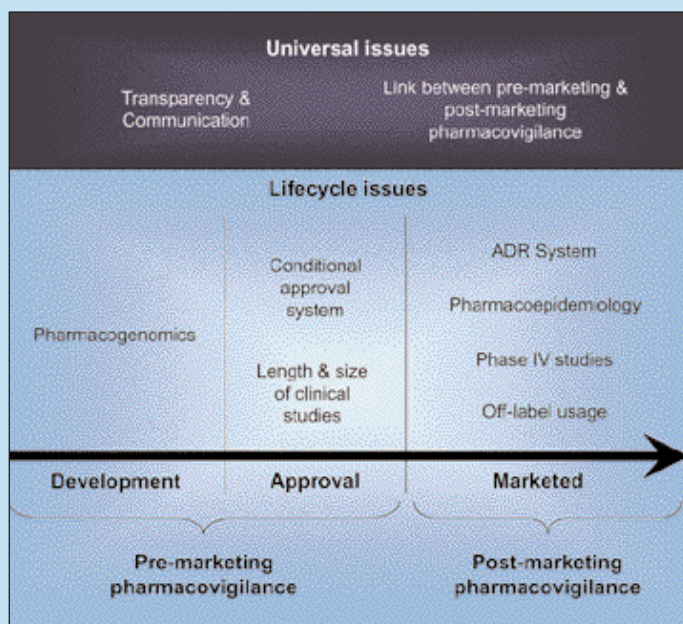 Universal issues
Transparency &
Communication
Link between pre-marketing &
post-marketing
pharmacovigilance
Lifecycle issues
Pharmacogenomics
Conditional
approval
system
Length & size
of clinical
studies
ADR System
Pharmacoepidemiology
Phase IV studies
Off-label usage
Development
Approval
Marketed
Pre-marketing
pharmacovigilance
Post-marketing
pharmacovigilance